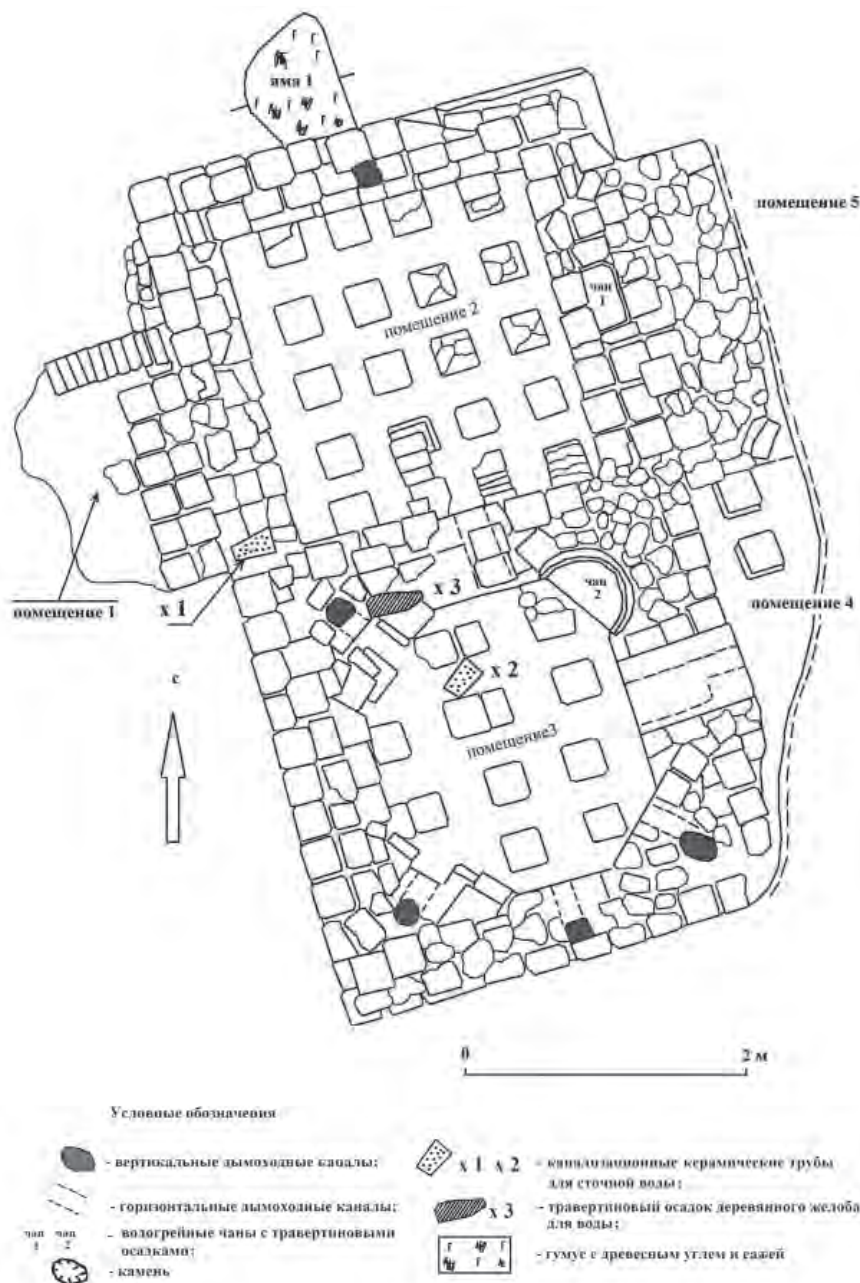 яма 1
помещение 5
чан
1
помещение 2
помещение 1
х 1
х 3
чан
2
помещение 4
с
х 2
помещение3
0 2 м
Условные обозначения
- вертикальные дымоходные каналы;
- горизонтальные дымоходные каналы;
чан чан
1 2
- вологрейные чаны с травертиновыми
осадками;
- камень
х 1 х 2 - канализационные керамические трубы
для сточной воды;
х 3 - травертиновый осадок деревянного желоба
для воды;
- гумус с древесным углем и сажей